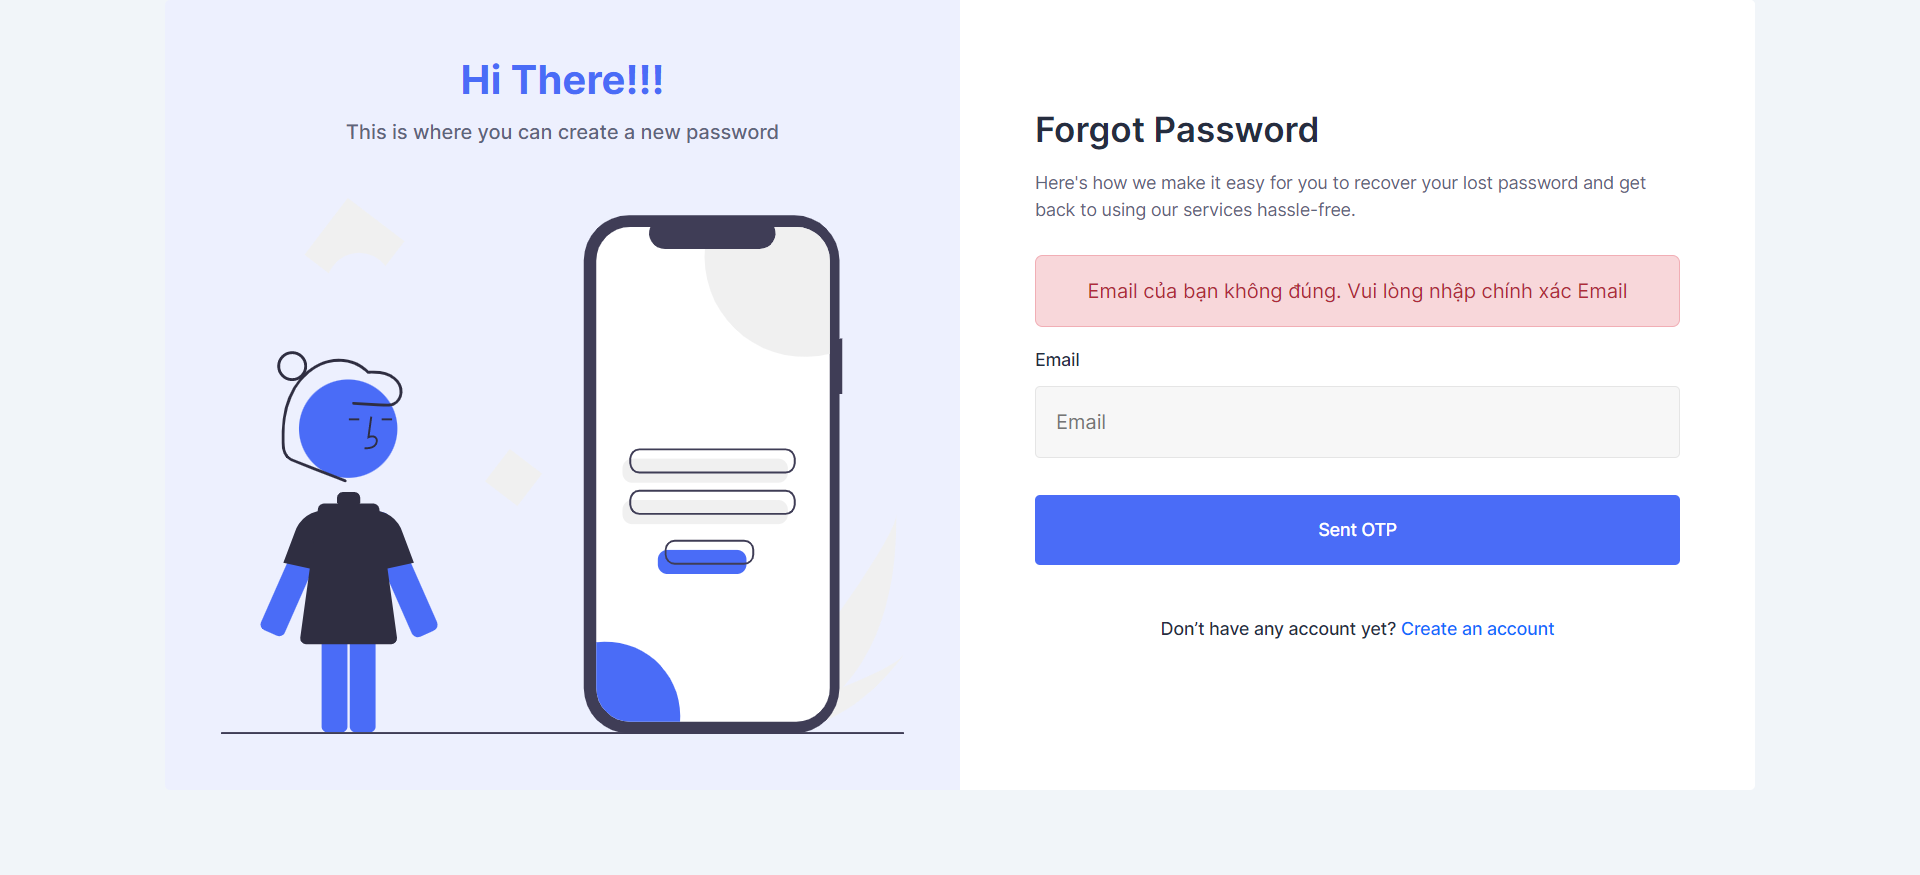 Hi There!!!
This is where you can create a new password
Forgot Password
Here's how we make it easy for you to recover your lost password and get
back to using our services hassle-free.
Email của bạn không đúng. Vui lòng nhập chính xác Email
Email
Email
Sent OTP
Don’t have any account yet? Create an account